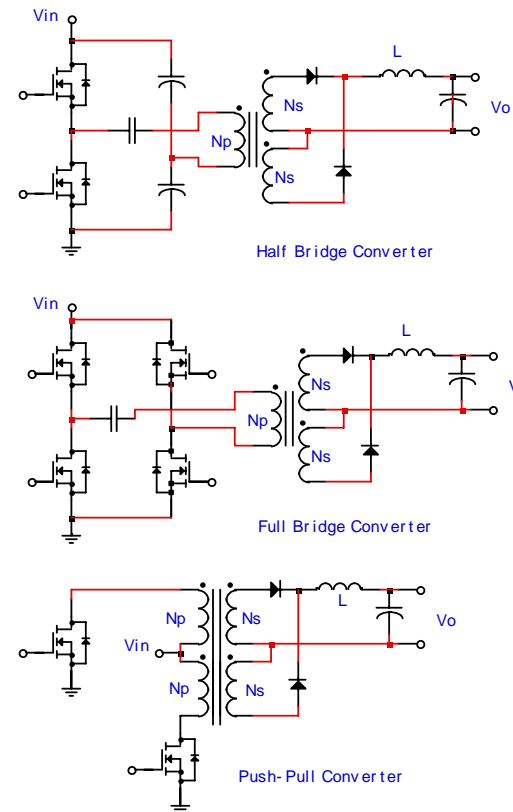 Vin
L
Np
Ns
Ns
Vo
Half Bridge Converter
Vin
L
Np
Ns
Ns
V
Full Bridge Converter
Np
Ns
L
Vin
Vo
Np
Ns
Push-Pull Converter